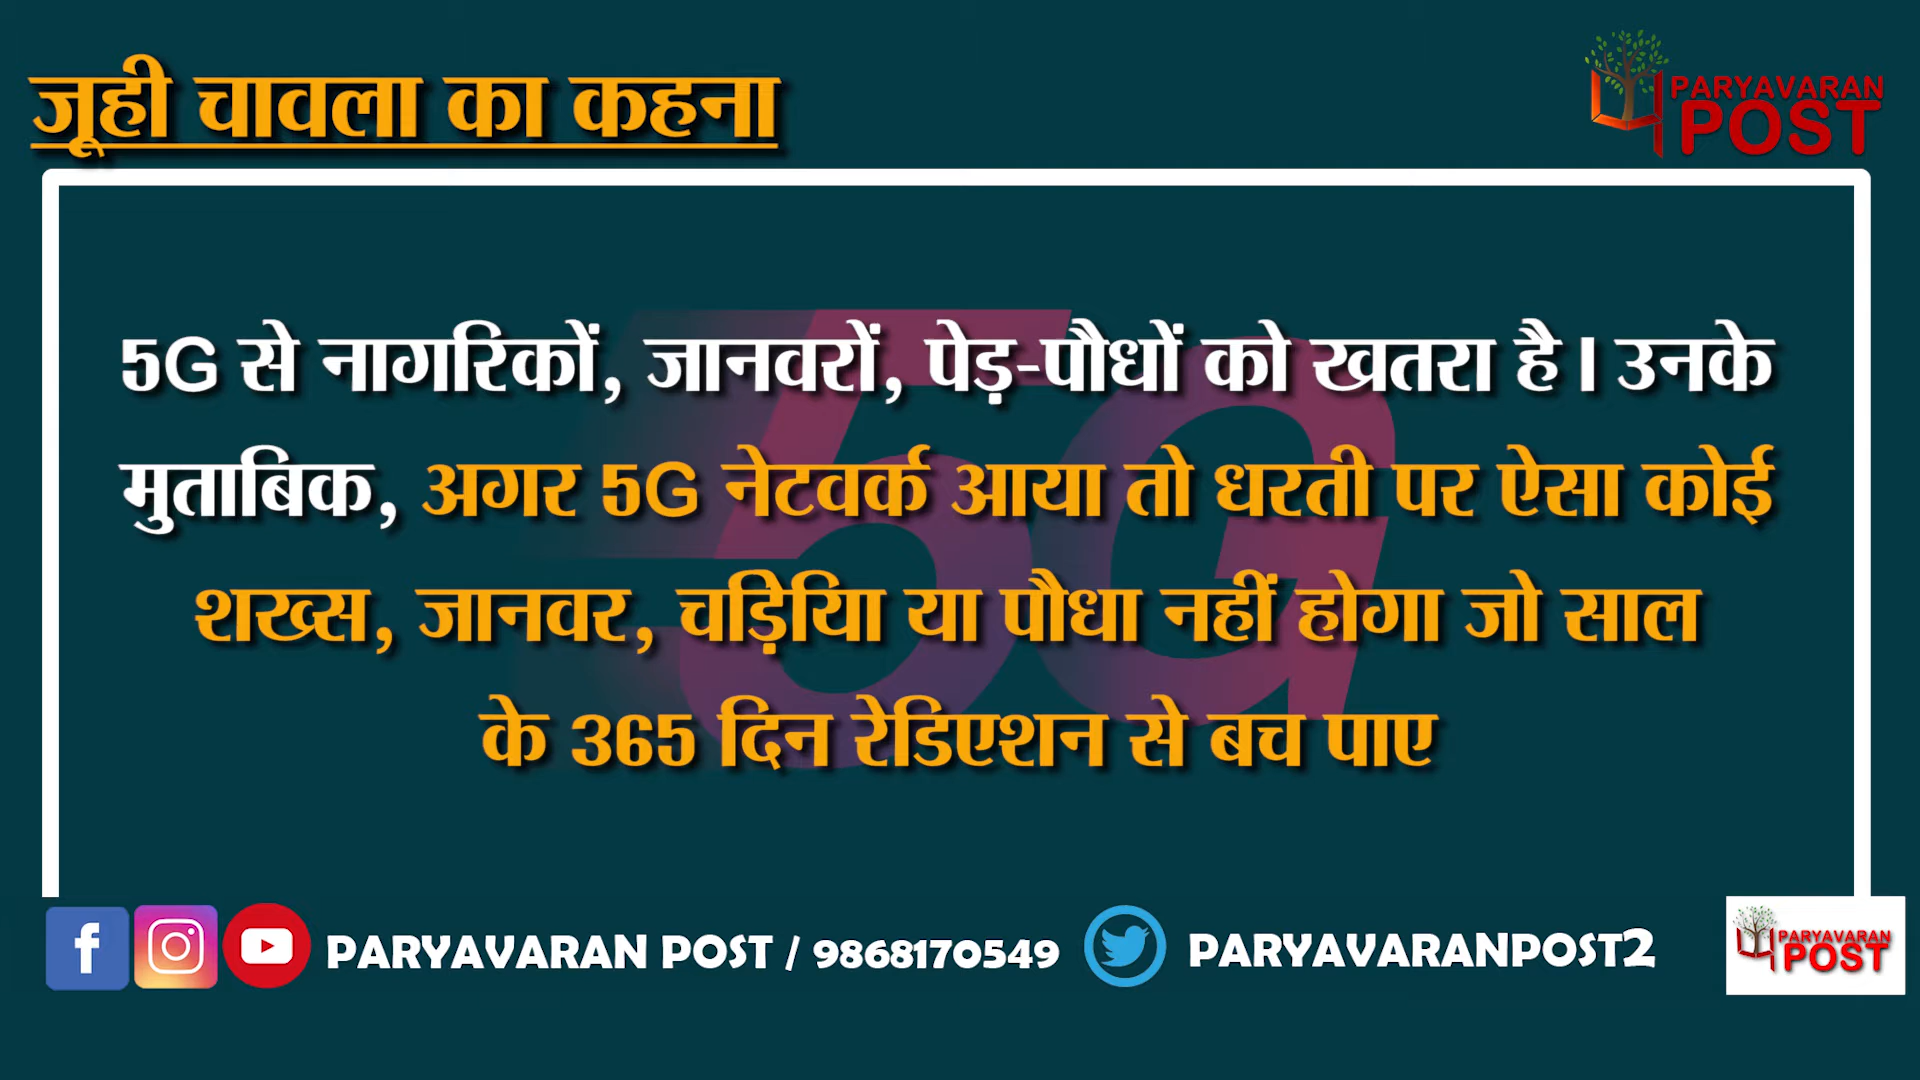 जूही चावला का कहना
PARYAVARAN
POST
5G से नागरिकों, जानवरों, पेड़-पौधों को खतरा है। उनके
मुताबिक, अगर 5G नेटवर्क आया तो धरती पर ऐसा कोई
शख्स, जानवर, चड़ियिा या पौधा नहीं होगा जो साल
के 365 दिन रेडिएशन से बच पाए
5G
PARYAVARAN POST / 9868170549
PARYAVARANPOST2
PARYAVARAN
POST